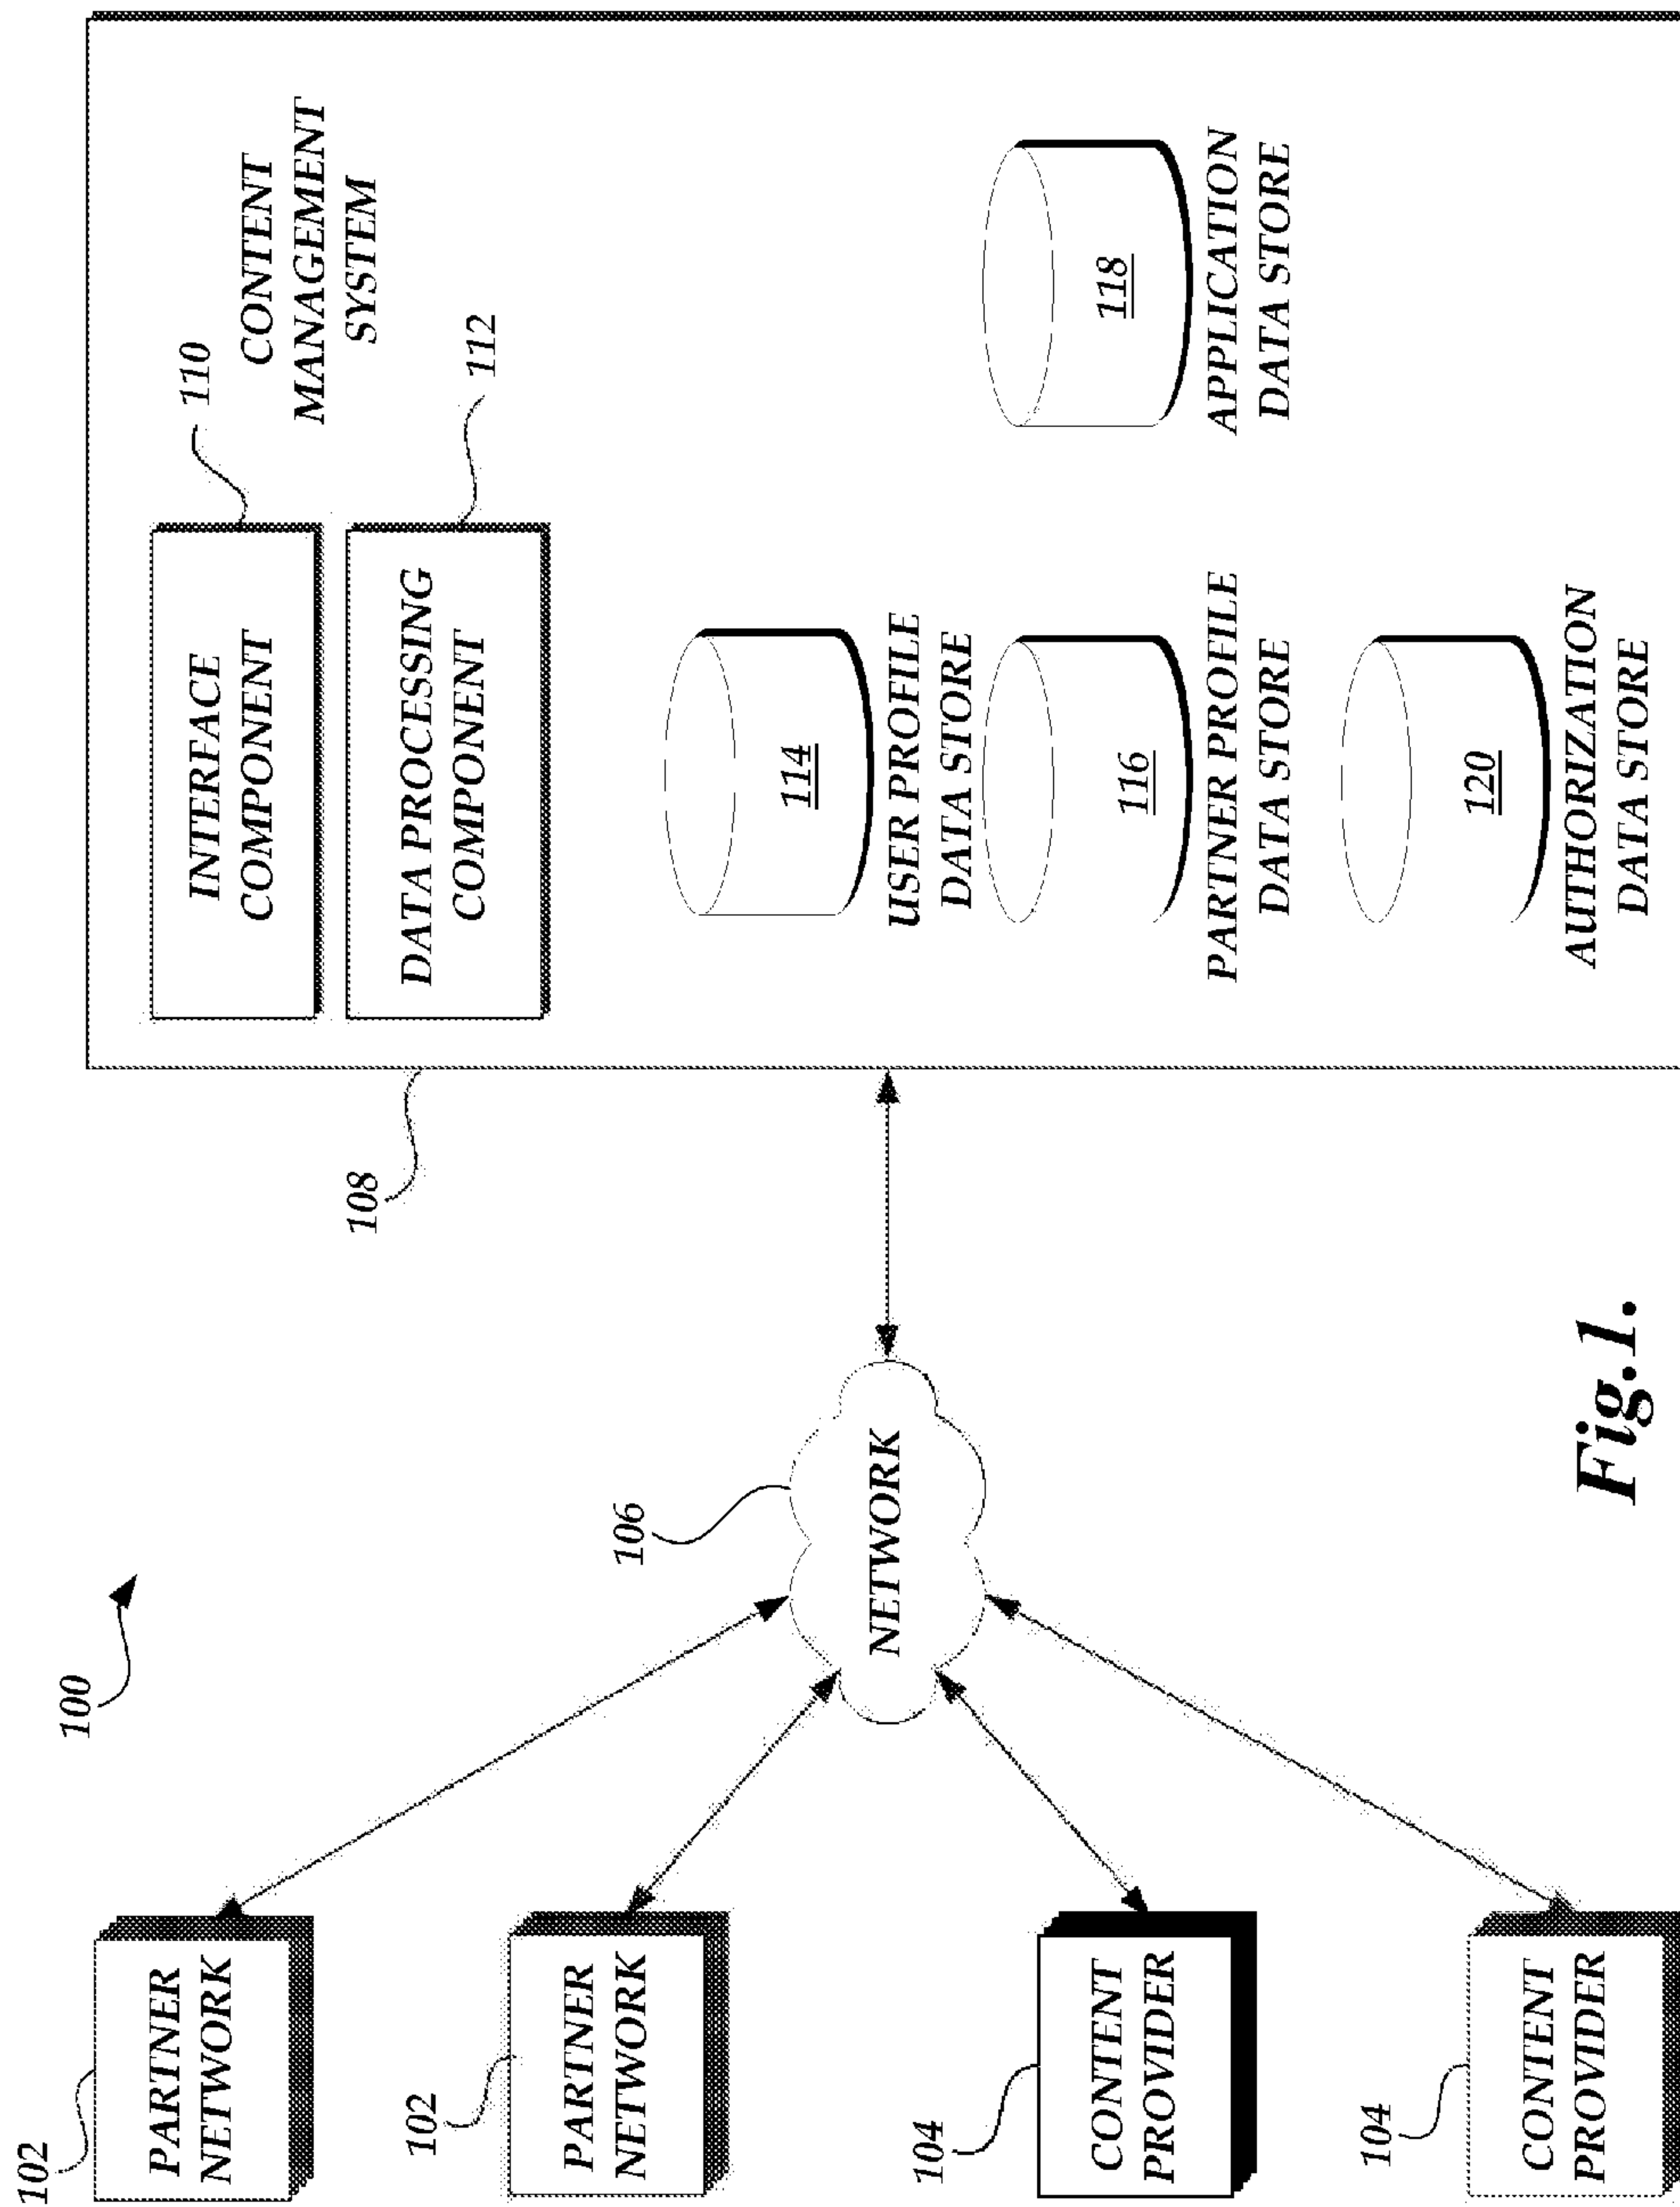 100
102
PARTNER
NETWORK
102
PARTNER
NETWORK
104
CONTENT
PROVIDER
104
CONTENT
PROVIDER
106
NETWORK
108
INTERFACE
COMPONENT
110
CONTENT
MANAGEMENT
SYSTEM
DATA PROCESSING
COMPONENT
112
114
USER PROFILE
DATA STORE
116
PARTNER PROFILE
DATA STORE
118
APPLICATION
DATA STORE
120
AUTHORIZATION
DATA STORE
Fig.1.